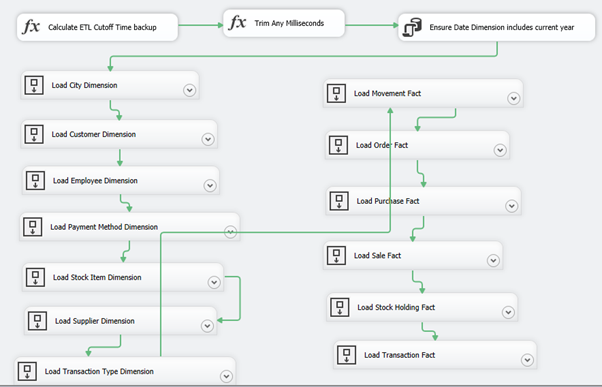 fx Calculate ETL Cutoff Time backup
fx Trim Any Milliseconds
Ensure Date Dimension includes current year
Load City Dimension
Load Customer Dimension
Load Employee Dimension
Load Payment Method Dimension
Load Stock Item Dimension
Load Supplier Dimension
Load Transaction Type Dimension
Load Movement Fact
Load Order Fact
Load Purchase Fact
Load Sale Fact
Load Stock Holding Fact
Load Transaction Fact